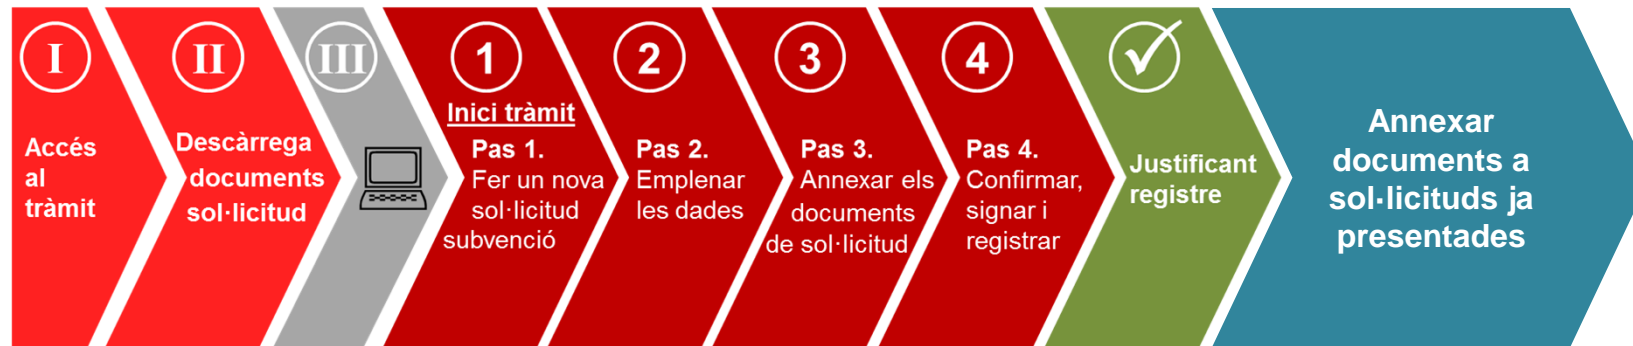 I
Accés
al
tràmit
II
Descàrrega
documents
sol·licitud
III
1
Inici tràmit
Pas 1.
Fer un nova
sol·licitud
subvenció
2
Pas 2.
Emplenar
les dades
3
Pas 3.
Annexar els
documents
de sol·licitud
4
Pas 4.
Confirmar,
signar i
registrar
Justificant
registre
Annexar
documents a
sol·licituds ja
presentades